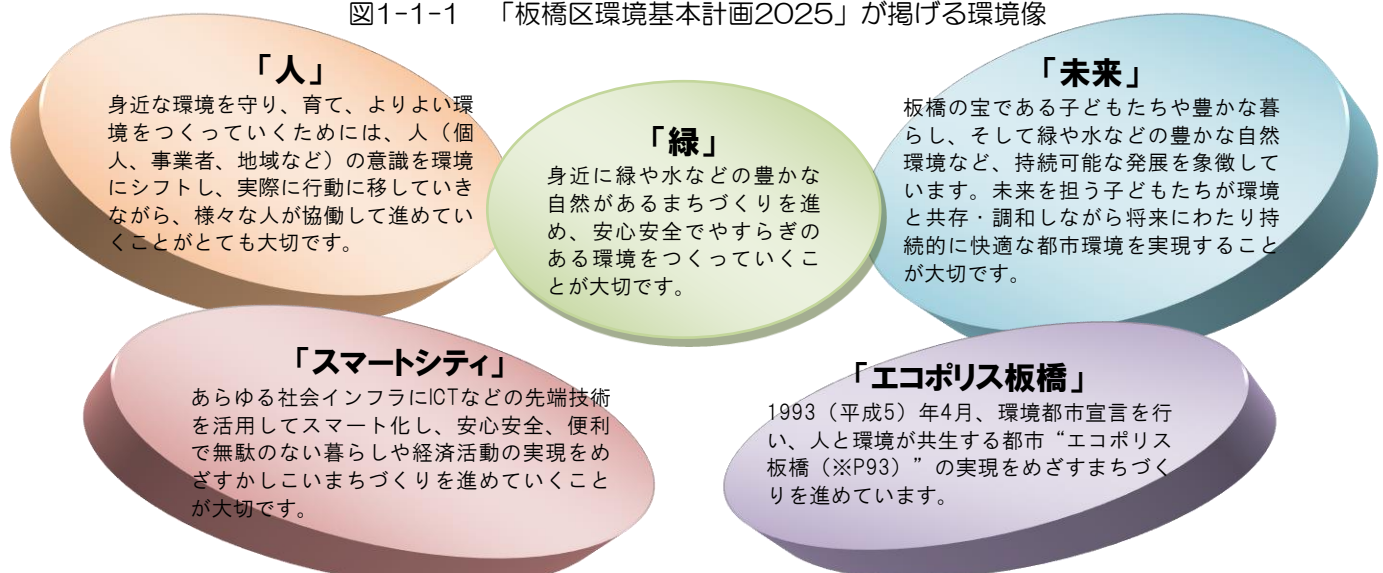 図1-1-1　「板橋区環境基本計画2025」が掲げる環境像
「人」
身近な環境を守り、育て、よりよい環
境をつくっていくためには、人（個
人、事業者、地域など）の意識を環境
にシフトし、実際に行動に移していき
ながら、様々な人が協働して進めてい
くことがとても大切です。
「緑」
身近に緑や水などの豊かな
自然があるまちづくりを進
め、安心安全でやすらぎの
ある環境をつくっていくこ
とが大切です。
「未来」
板橋の宝である子どもたちや豊かな暮
らし、そして緑や水などの豊かな自然
環境など、持続可能な発展を象徴して
います。未来を担う子どもたちが環境
と共存・調和しながら将来にわたり持
続的に快適な都市環境を実現すること
が大切です。
「スマートシティ」
あらゆる社会インフラにICTなどの先端技術
を活用してスマート化し、安心安全、便利
で無駄のない暮らしや経済活動の実現をめ
ざすかしこいまちづくりを進めていくこと
が大切です。
「エコポリス板橋」
1993（平成5）年4月、環境都市宣言を行
い、人と環境が共生する都市“エコポリス
板橋（※P93）”の実現をめざすまちづく
りを進めています。